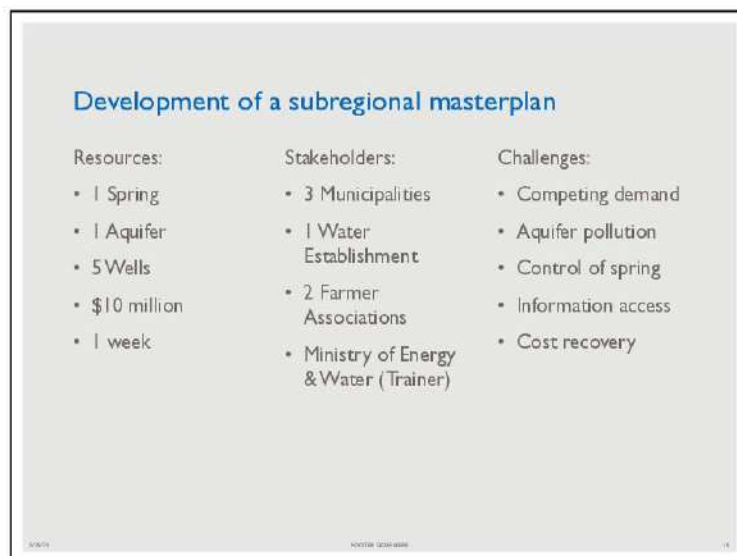 Development of a subregional masterplan
Resources:
• 1 Spring
• 1 Aquifer
• 5 Wells
• $10 million
• 1 week
Stakeholders:
• 3 Municipalities
• 1 Water
Establishment
• 2 Farmer
Associations
• Ministry of Energy
& Water (Trainer)
Challenges:
• Competing demand
• Aquifer pollution
• Control of spring
• Information access
• Cost recovery